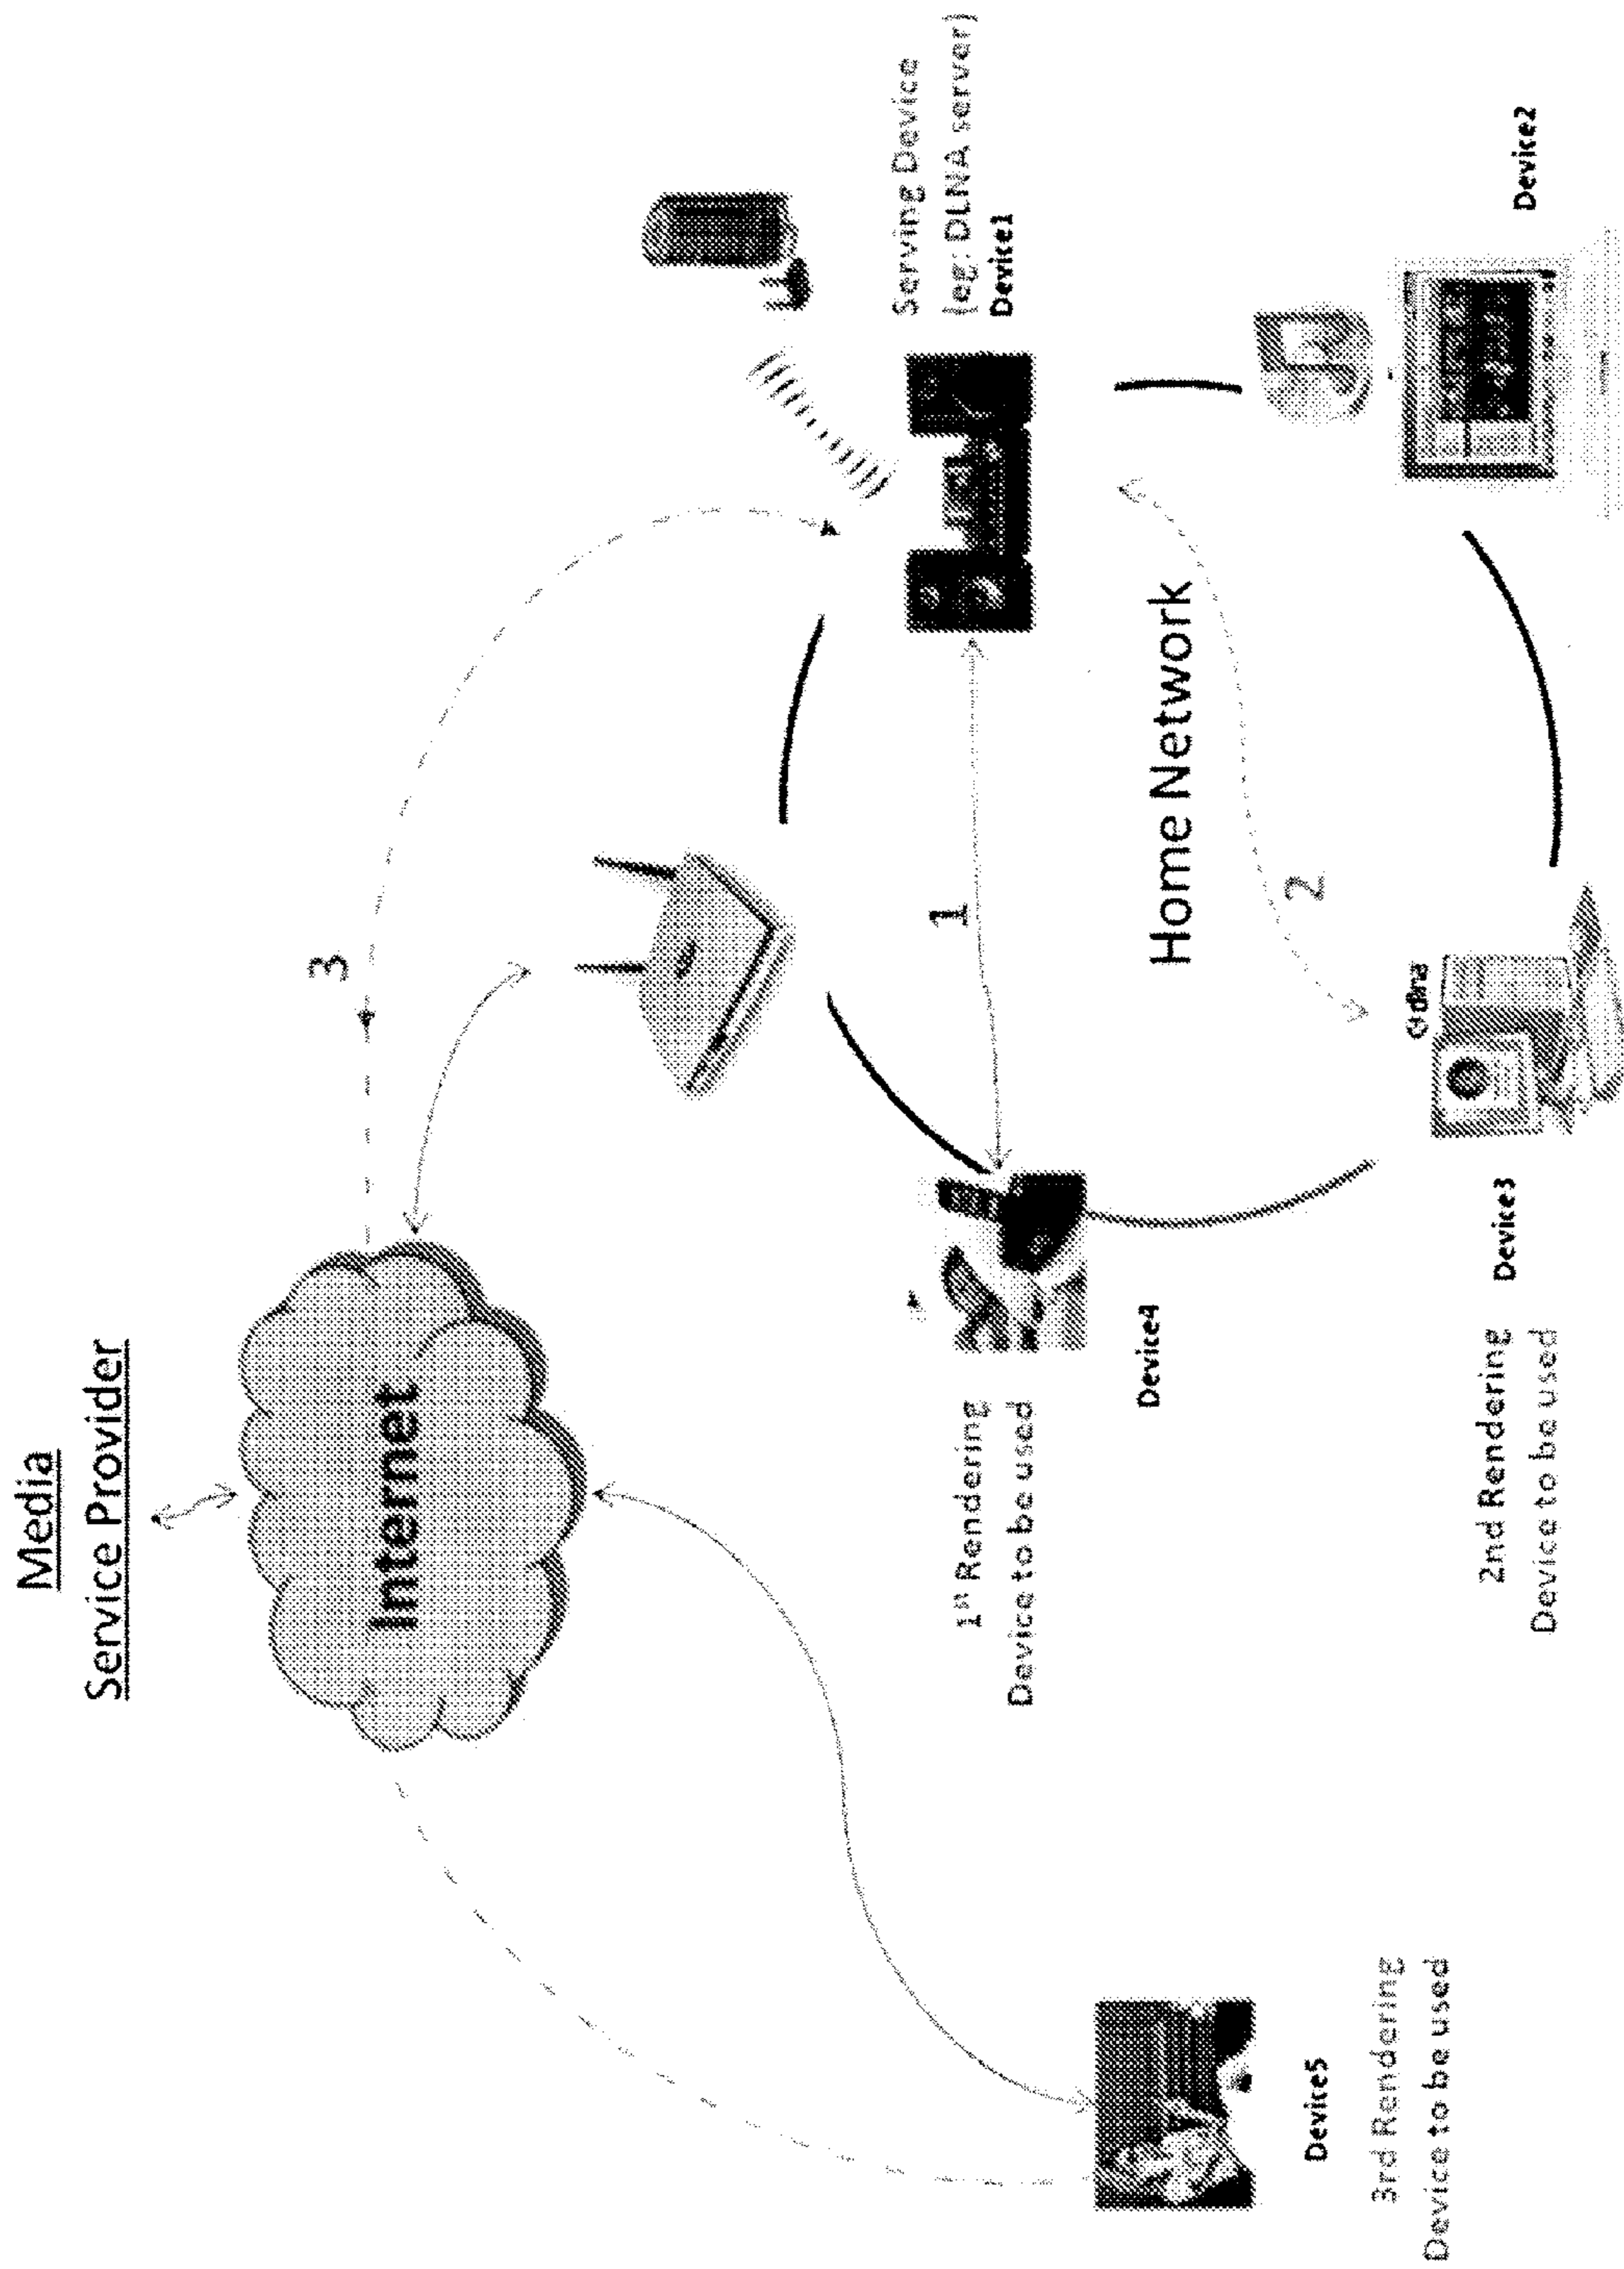 Media
Service Provider
Internet
3
Serving Device
(eg: DLNA server)
Device1
1
1st Rendering
Device to be used
Device4
Home Network
2
dlna
Device2
Device3
2nd Rendering
Device to be used
Device5
3rd Rendering
Device to be used